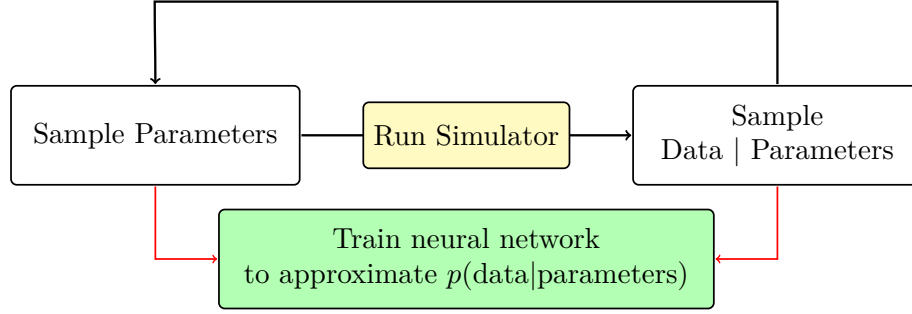 Sample Parameters
Run Simulator
Sample
Data | Parameters
Train neural network
to approximate p(data|parameters)